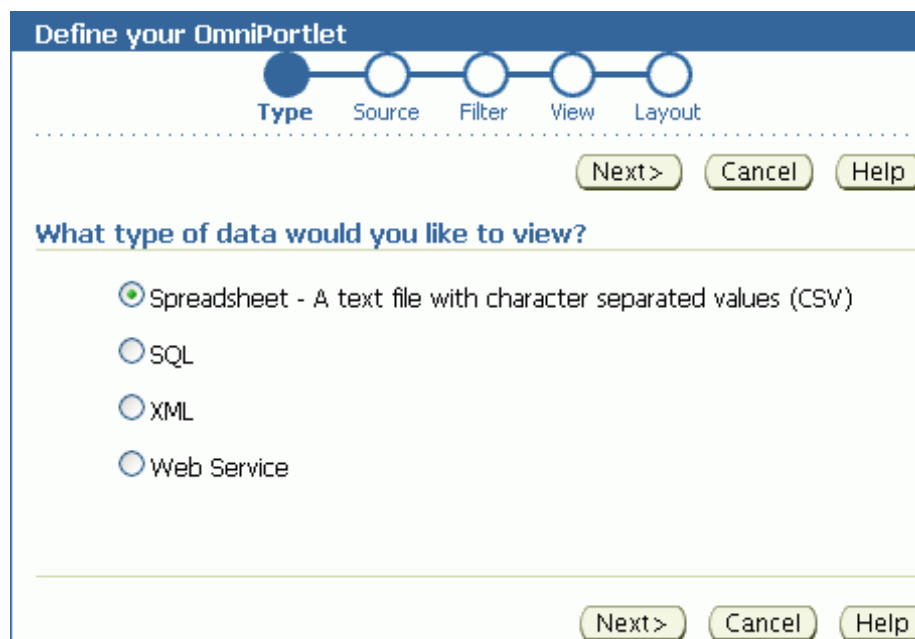 Define your OmniPortlet
Type Source Filter View Layout
Next> Cancel Help
What type of data would you like to view?
Spreadsheet - A text file with character separated values (CSV)
SQL
XML
Web Service
Next> Cancel Help